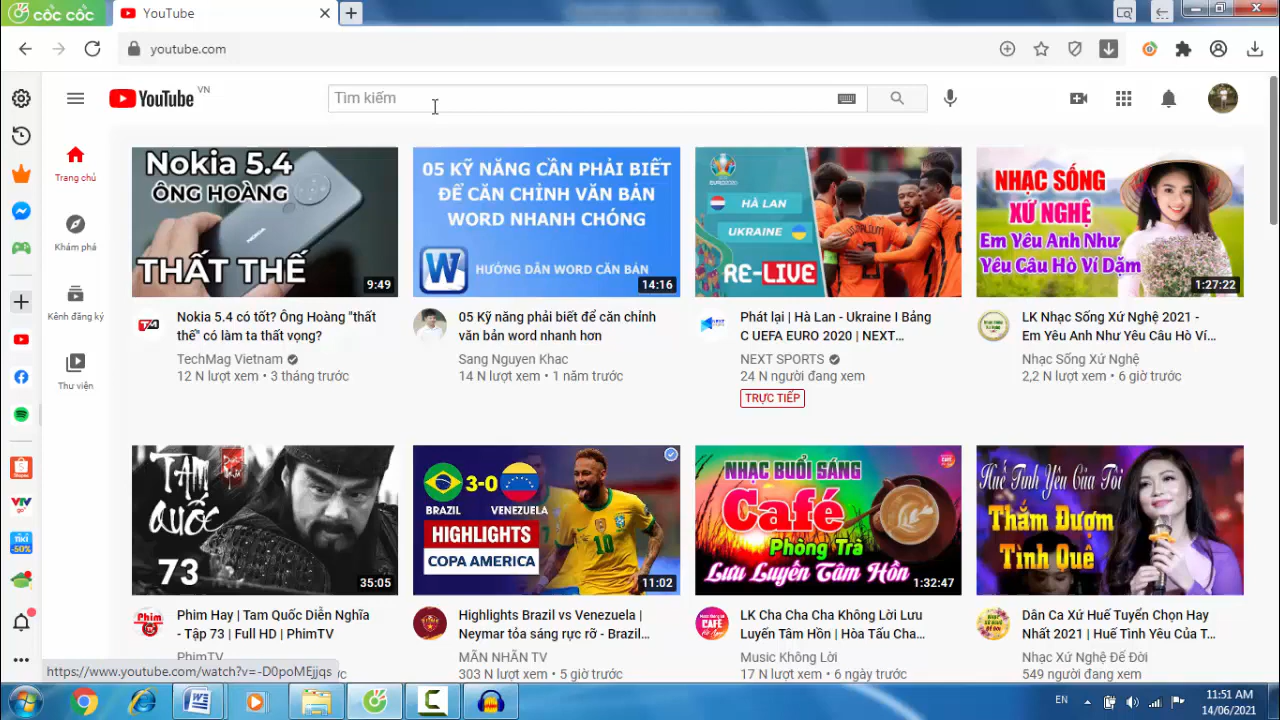 cốc cốc
YouTube
youtube.com
YouTube VN
Tìm kiếm
Trang chủ
Khám phá
Kênh đăng ký
Thư viện
Nokia 5.4
ÔNG HOÀNG
THẤT THẾ
9:49
Nokia 5.4 có tốt? Ông Hoàng "thất
thế" có làm ta thất vọng?
TechMag Vietnam
12 N lượt xem • 3 tháng trước
05 KỸ NĂNG CẦN PHẢI BIẾT
ĐỂ CĂN CHỈNH VĂN BẢN
WORD NHANH CHÓNG
HƯỚNG DẪN WORD CĂN BẢN
14:16
05 Kỹ năng phải biết để căn chỉnh
văn bản word nhanh hơn
Sang Nguyen Khac
14 N lượt xem • 1 năm trước
HÀ LAN
UKRAINE
RE-LIVE
Phát lại | Hà Lan - Ukraine I Bảng
C UEFA EURO 2020 | NEXT...
NEXT SPORTS
24 N người đang xem
TRỰC TIẾP
NHẠC SỐNG
XỨ NGHỆ
Em Yêu Anh Như
Yêu Câu Hò Ví Dặm
1:27:22
LK Nhạc Sống Xứ Nghệ 2021 -
Em Yêu Anh Như Yêu Câu Hò Ví...
Nhạc Sống Xứ Nghệ
2,2 N lượt xem • 6 giờ trước
TAM
QUỐC
73
35:05
Phim Hay | Tam Quốc Diễn Nghĩa
- Tập 73 | Full HD | PhimTV
PhimTV
BRAZIL 3-0 VENEZUELA
HIGHLIGHTS
COPA AMERICA
11:02
Highlights Brazil vs Venezuela |
Neymar tỏa sáng rực rỡ - Brazil...
MÃN NHÃN TV
303 N lượt xem • 5 giờ trước
NHẠC BUỔI SÁNG
Café
Phòng Trà
Lưu Luyến Tâm Hồn
1:32:47
LK Cha Cha Cha Không Lời Lưu
Luyến Tâm Hồn | Hòa Tấu Cha...
Music Không Lời
17 N lượt xem • 6 ngày trước
Huế Tình Yêu Của Tôi
Thắm Đượm
Tình Quê
Dân Ca Xứ Huế Tuyển Chọn Hay
Nhất 2021 | Huế Tình Yêu Của T...
Nhạc Xứ Nghệ Để Đời
549 người đang xem
https://www.youtube.com/watch?v=-D0poMEjjqs
EN
11:51 AM
14/06/2021